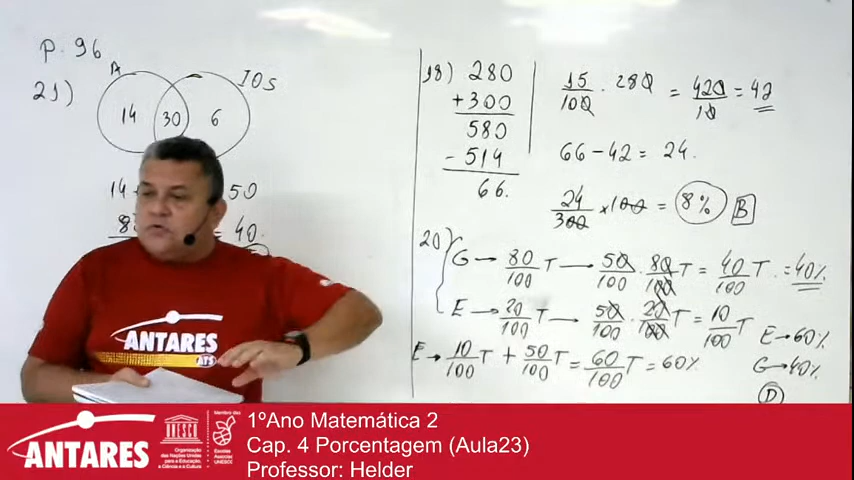 p. 96
21)
A
IOS
14 30 6
50
40
18) 280
+300
580
-514
66.
15/100 · 280 = 420/10 = 42
66 - 42 = 24.
24/300 x 100 = 8% B
20) G → 80/100 T → 50/100 · 80/100 T = 40/100 T. = 40%
E → 20/100 T → 50/100 · 20/100 T = 10/100 T
E → 10/100 T + 50/100 T = 60/100 T = 60%
E → 60%
G → 40%
D
ANTARES
ANTARES
UNESCO
1ºAno Matemática 2
Cap. 4 Porcentagem (Aula23)
Professor: Helder